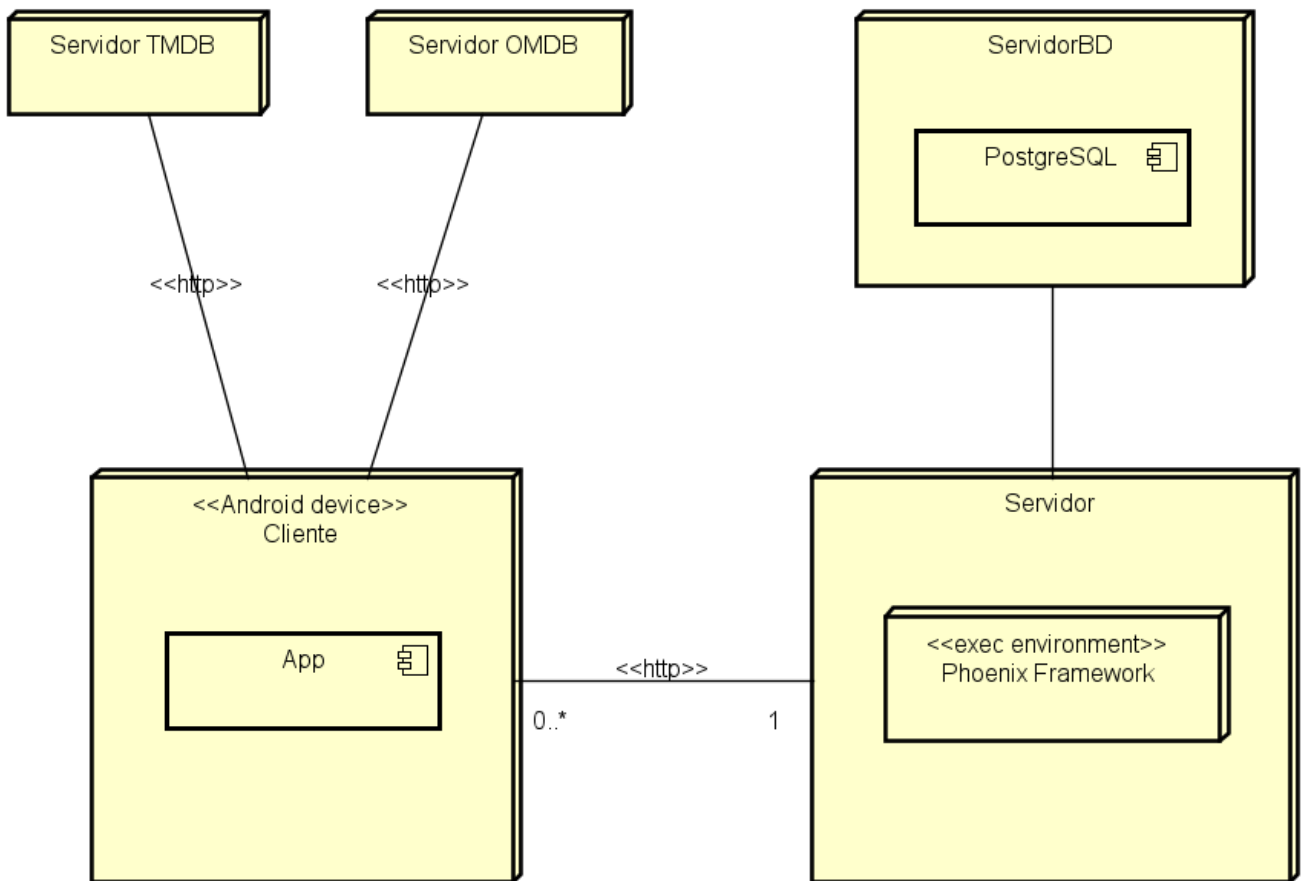 Servidor TMDB
Servidor OMDB
ServidorBD
PostgreSQL
<<http>>
<<http>>
<<Android device>>
Cliente
App
<<http>>
0..*
1
Servidor
<<exec environment>>
Phoenix Framework